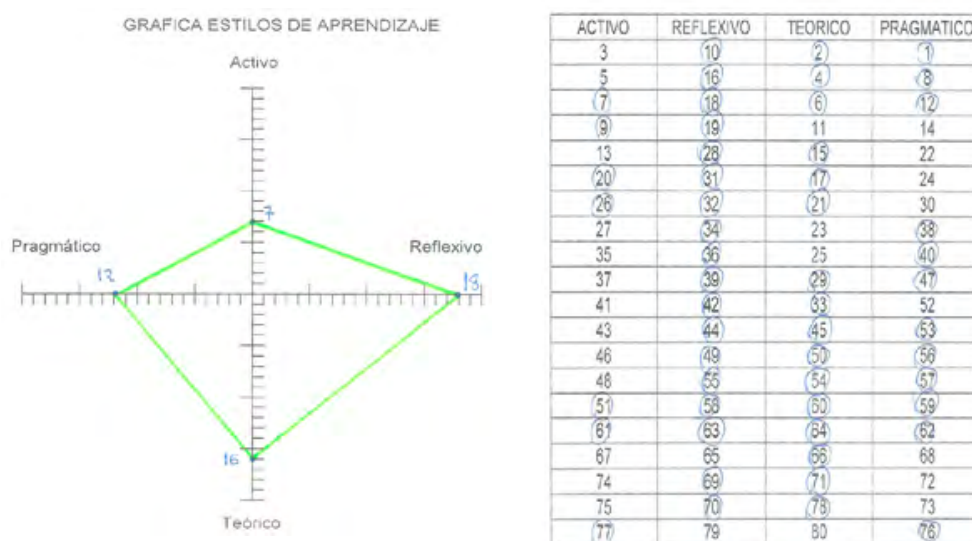 GRAFICA ESTILOS DE APRENDIZAJE
Activo
7
Pragmático
Reflexivo
12
18
16
Teórico
ACTIVO REFLEXIVO TEORICO PRAGMATICO
3 10 2 1
5 16 4 8
7 18 6 12
9 19 11 14
13 28 15 22
20 31 17 24
26 32 21 30
27 34 23 38
35 36 25 40
37 39 29 47
41 42 33 52
43 44 45 53
46 49 50 56
48 55 54 57
51 58 60 59
61 63 64 62
67 65 66 68
74 69 71 72
75 70 78 73
77 79 80 76